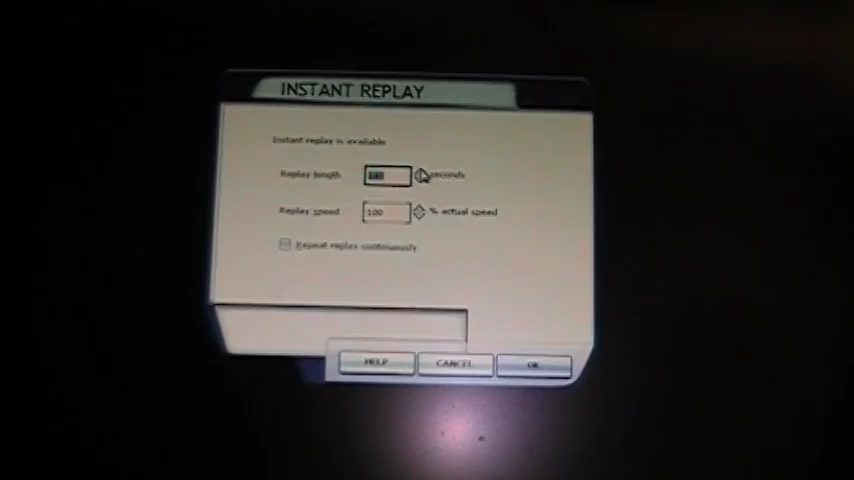 INSTANT REPLAY
Instant replay is available
Replay length seconds
Replay speed 100 % actual speed
Repeat replay continuously
HELP CANCEL OK